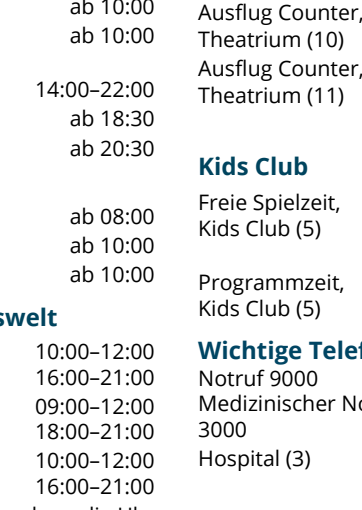 ab 10:00
ab 10:00
14:00–22:00
ab 18:30
ab 20:30
ab 08:00
ab 10:00
ab 10:00
swelt
10:00–12:00
16:00–21:00
09:00–12:00
18:00–21:00
10:00–12:00
16:00–21:00
Ausflug Counter,
Theatrium (10)
Ausflug Counter,
Theatrium (11)
Kids Club
Freie Spielzeit,
Kids Club (5)
Programmzeit,
Kids Club (5)
Wichtige Telef
Notruf 9000
Medizinischer No
3000
Hospital (3)